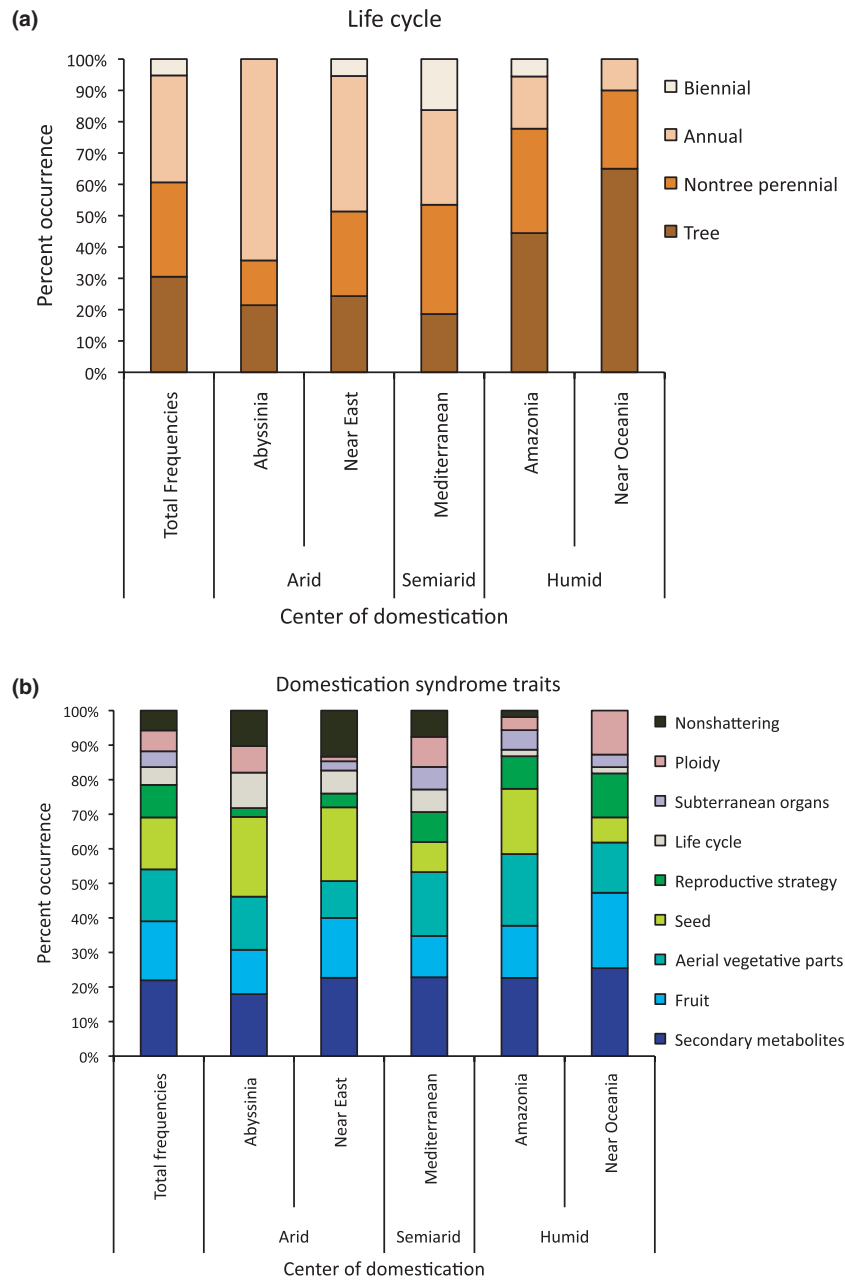 (a)
Life cycle
Percent occurrence
100%
90%
80%
70%
60%
50%
40%
30%
20%
10%
0%
Biennial
Annual
Nontree perennial
Tree
Total Frequencies
Abyssinia
Near East
Mediterranean
Amazonia
Near Oceania
Arid
Semiarid
Humid
Center of domestication
(b)
Domestication syndrome traits
Percent occurrence
100%
90%
80%
70%
60%
50%
40%
30%
20%
10%
0%
Nonshattering
Ploidy
Subterranean organs
Life cycle
Reproductive strategy
Seed
Aerial vegetative parts
Fruit
Secondary metabolites
Total frequencies
Abyssinia
Near East
Mediterranean
Amazonia
Near Oceania
Arid
Semiarid
Humid
Center of domestication